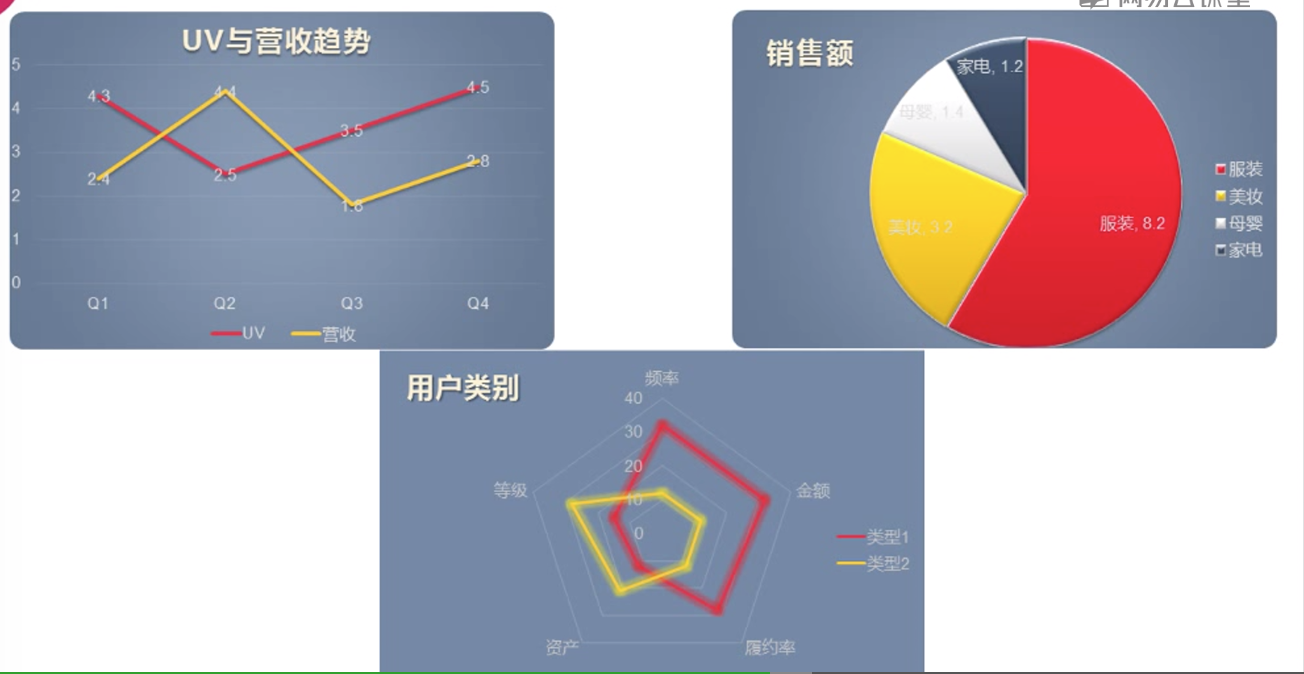 UV与营收趋势
5
4
3
2
1
0
4.3
2.5
3.5
4.5
2.4
4.4
1.8
2.8
Q1 Q2 Q3 Q4
UV 营收
销售额
家电, 1.2
母婴, 1.4
美妆, 3.2
服装, 8.2
服装
美妆
母婴
家电
用户类别
频率
40
30
20
10
0
等级
金额
资产
履约率
类型1
类型2